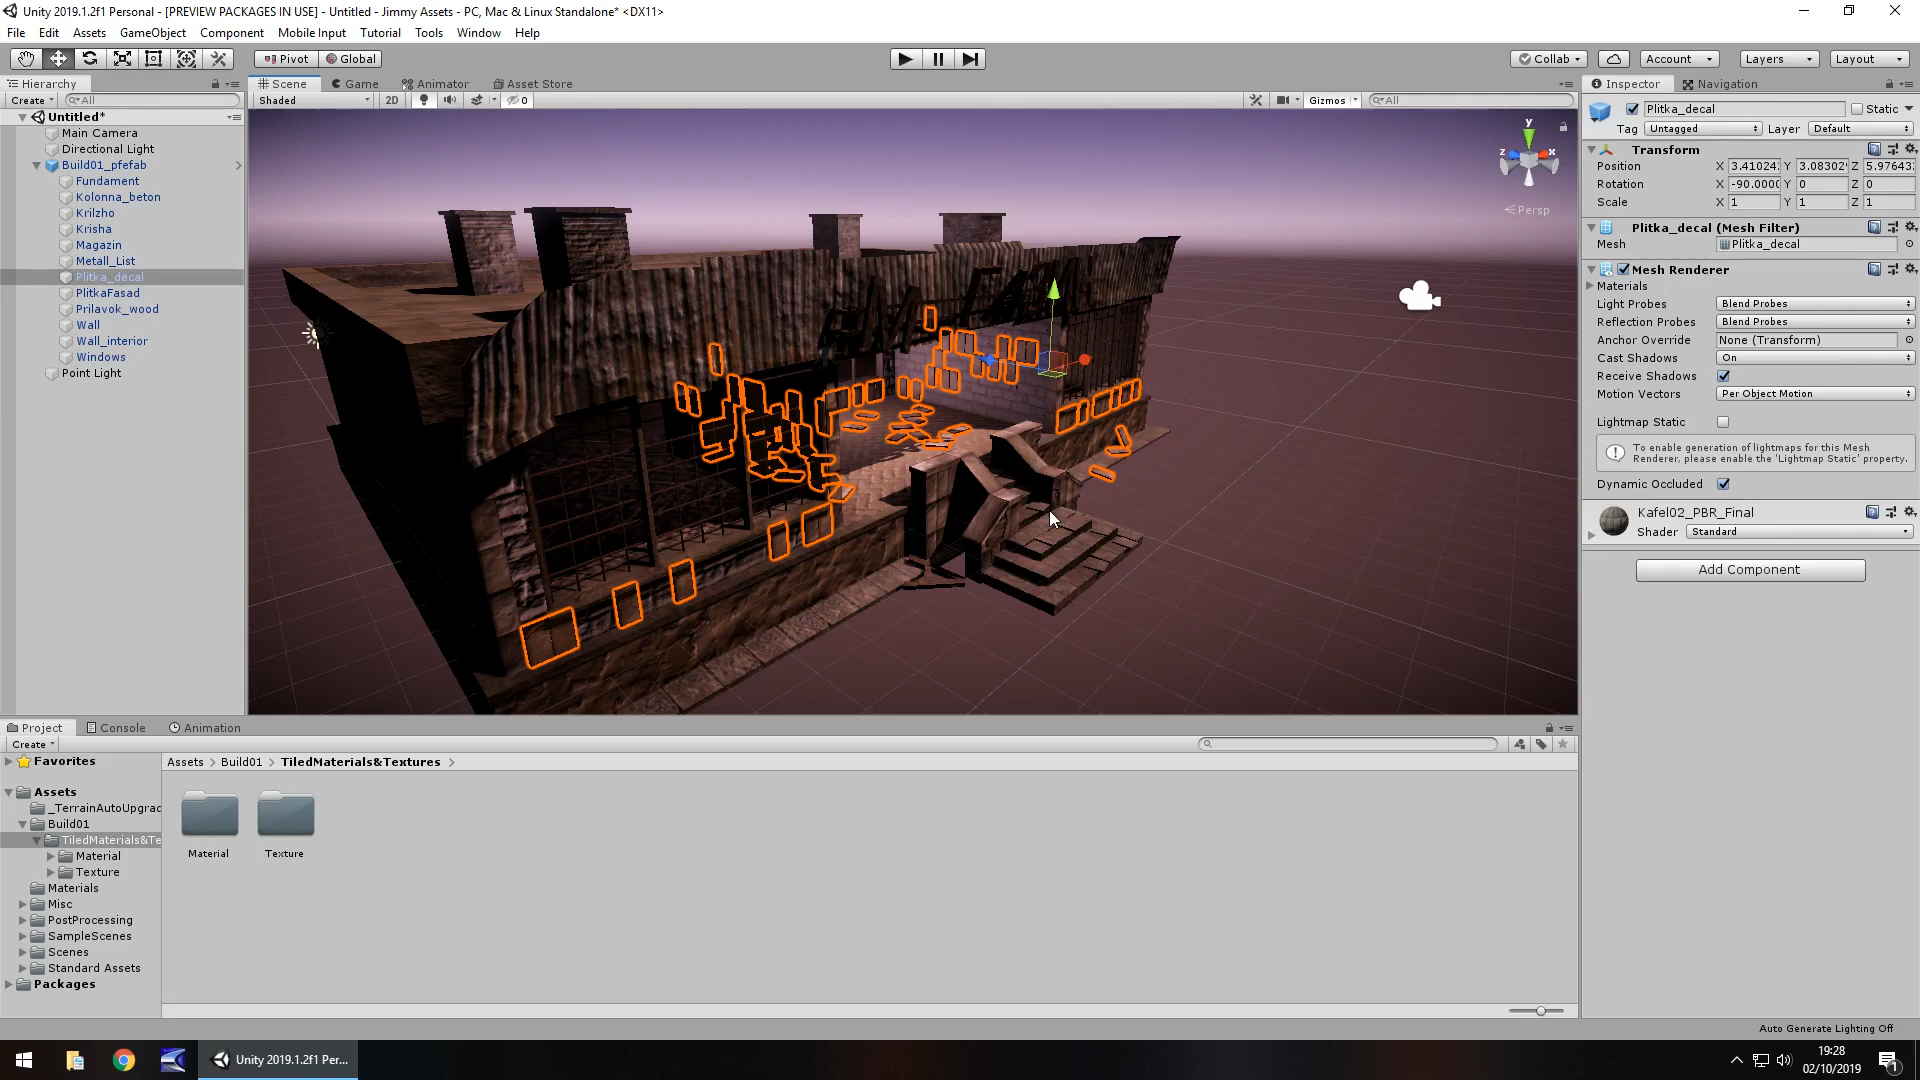 Unity 2019.1.2f1 Personal - [PREVIEW PACKAGES IN USE] - Untitled - Jimmy Assets - PC, Mac & Linux Standalone* <DX11>
File Edit Assets GameObject Component Mobile Input Tutorial Tools Window Help
Pivot Global Collab Account Layers Layout
Hierarchy Scene Game Animator Asset Store Inspector Navigation
Create All Shaded 2D 0 Gizmos All
Untitled*
Main Camera
Directional Light
Build01_pfefab
Fundament
Kolonna_beton
Krilzho
Krisha
Magazin
Metall_List
Plitka_decal
PlitkaFasad
Prilavok_wood
Wall
Wall_interior
Windows
Point Light
y
z x
Persp
Plitka_decal Static
Tag Untagged Layer Default
Transform
Position X 3.41024 Y 3.08302 Z 5.97643
Rotation X -90.0000 Y 0 Z 0
Scale X 1 Y 1 Z 1
Plitka_decal (Mesh Filter)
Mesh Plitka_decal
Mesh Renderer
Materials
Light Probes Blend Probes
Reflection Probes Blend Probes
Anchor Override None (Transform)
Cast Shadows On
Receive Shadows
Motion Vectors Per Object Motion
Lightmap Static
To enable generation of lightmaps for this Mesh
Renderer, please enable the 'Lightmap Static' property.
Dynamic Occluded
Kafel02_PBR_Final
Shader Standard
Add Component
Project Console Animation
Create
Favorites
Assets
_TerrainAutoUpgrad
Build01
TiledMaterials&Te
Material
Texture
Materials
Misc
PostProcessing
SampleScenes
Scenes
Standard Assets
Packages
Assets > Build01 > TiledMaterials&Textures >
Material Texture
Auto Generate Lighting Off
Unity 2019.1.2f1 Per...
19:28
02/10/2019
1